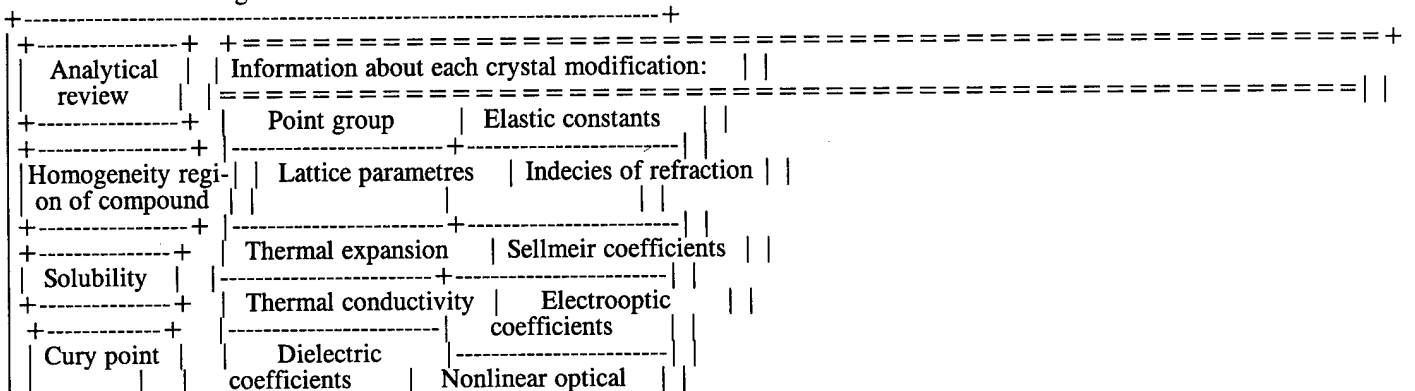 +-----------------------------------------------------------------+
+----------------+ +================================================+
| Analytical | | Information about each crystal modification: | |
| review | |================================================| |
+----------------+ | Point group | Elastic constants | |
+-----------------+ |------------------------+------------------------| |
|Homogeneity regi-| | Lattice parametres | Indecies of refraction | |
| on of compound | | | | |
+-----------------+ |------------------------+------------------------| |
+---------------+ | Thermal expansion | Sellmeir coefficients | |
| Solubility | |------------------------+------------------------| |
+---------------+ | Thermal conductivity | Electrooptic | |
+--------------+ |------------------------| coefficients | |
| Cury point | | Dielectric |------------------------| |
| | | coefficients | Nonlinear optical | |